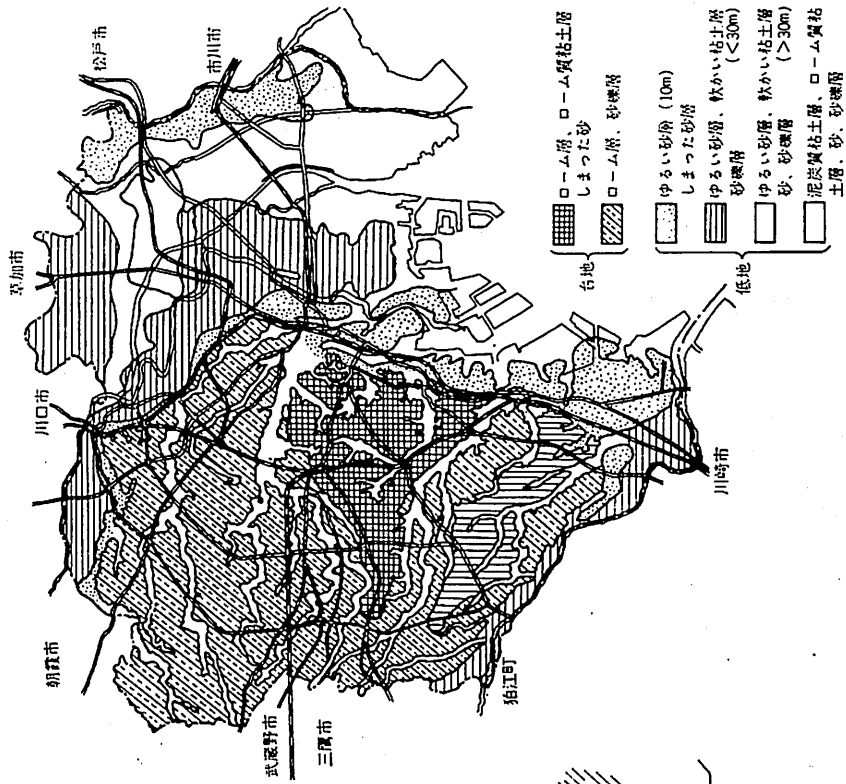 松戸市
市川市
草加市
川口市
朝霞市
武蔵野市
三鷹市
狛江町
川崎市
台地
ローム層、ローム質粘土層
しまった砂
ローム層、砂礫層
低地
ゆるい砂層 (10m)
しまった砂層
ゆるい砂層、軟かい粘土層
(<30m)
砂礫層
ゆるい砂層、軟かい粘土層
(>30m)
砂、砂礫層
泥炭質粘土層、ローム質粘
土層、砂、砂礫層